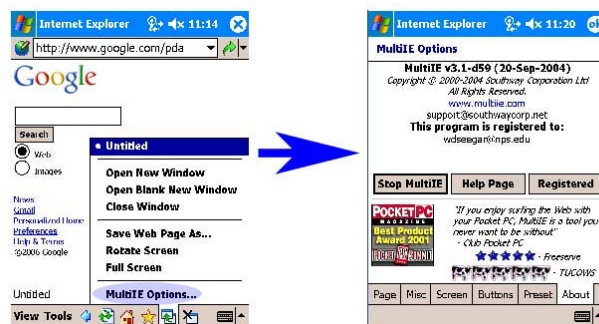 Internet Explorer 11:14
http://www.google.com/pda
Google
Search
Web
Images
News
Gmail
Personalized Home
Preferences
Help & Terms
©2006 Google
Untitled
Open New Window
Open Blank New Window
Close Window
Save Web Page As...
Rotate Screen
Full Screen
MultiIE Options...
Untitled
View Tools
Internet Explorer 11:20 ok
MultiIE Options
MultiIE v3.1-d59 (20-Sep-2004)
Copyright © 2000-2004 Southway Corporation Ltd
All Rights Reserved.
www.multiie.com
support@southwaycorp.net
This program is registered to:
wdseegar@nps.edu
Stop MultiIE Help Page Registered
POCKET PC
MAGAZINE
Best Product
Award 2001
POCKET PC SUMMIT
"If you enjoy surfing the Web with
your Pocket PC, MultiIE is a tool you
never want to be without"
- Club Pocket PC
- Freeserve
- TUCOWS
Page Misc Screen Buttons Preset About